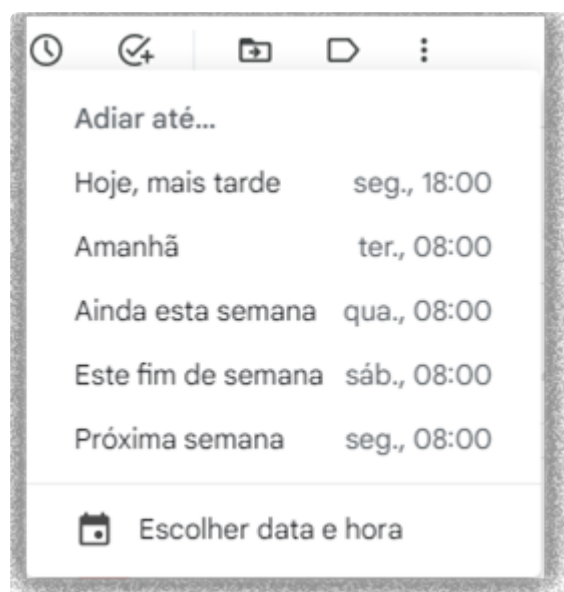 Adiar até...
Hoje, mais tarde seg., 18:00
Amanhã ter., 08:00
Ainda esta semana qua., 08:00
Este fim de semana sáb., 08:00
Próxima semana seg., 08:00
Escolher data e hora